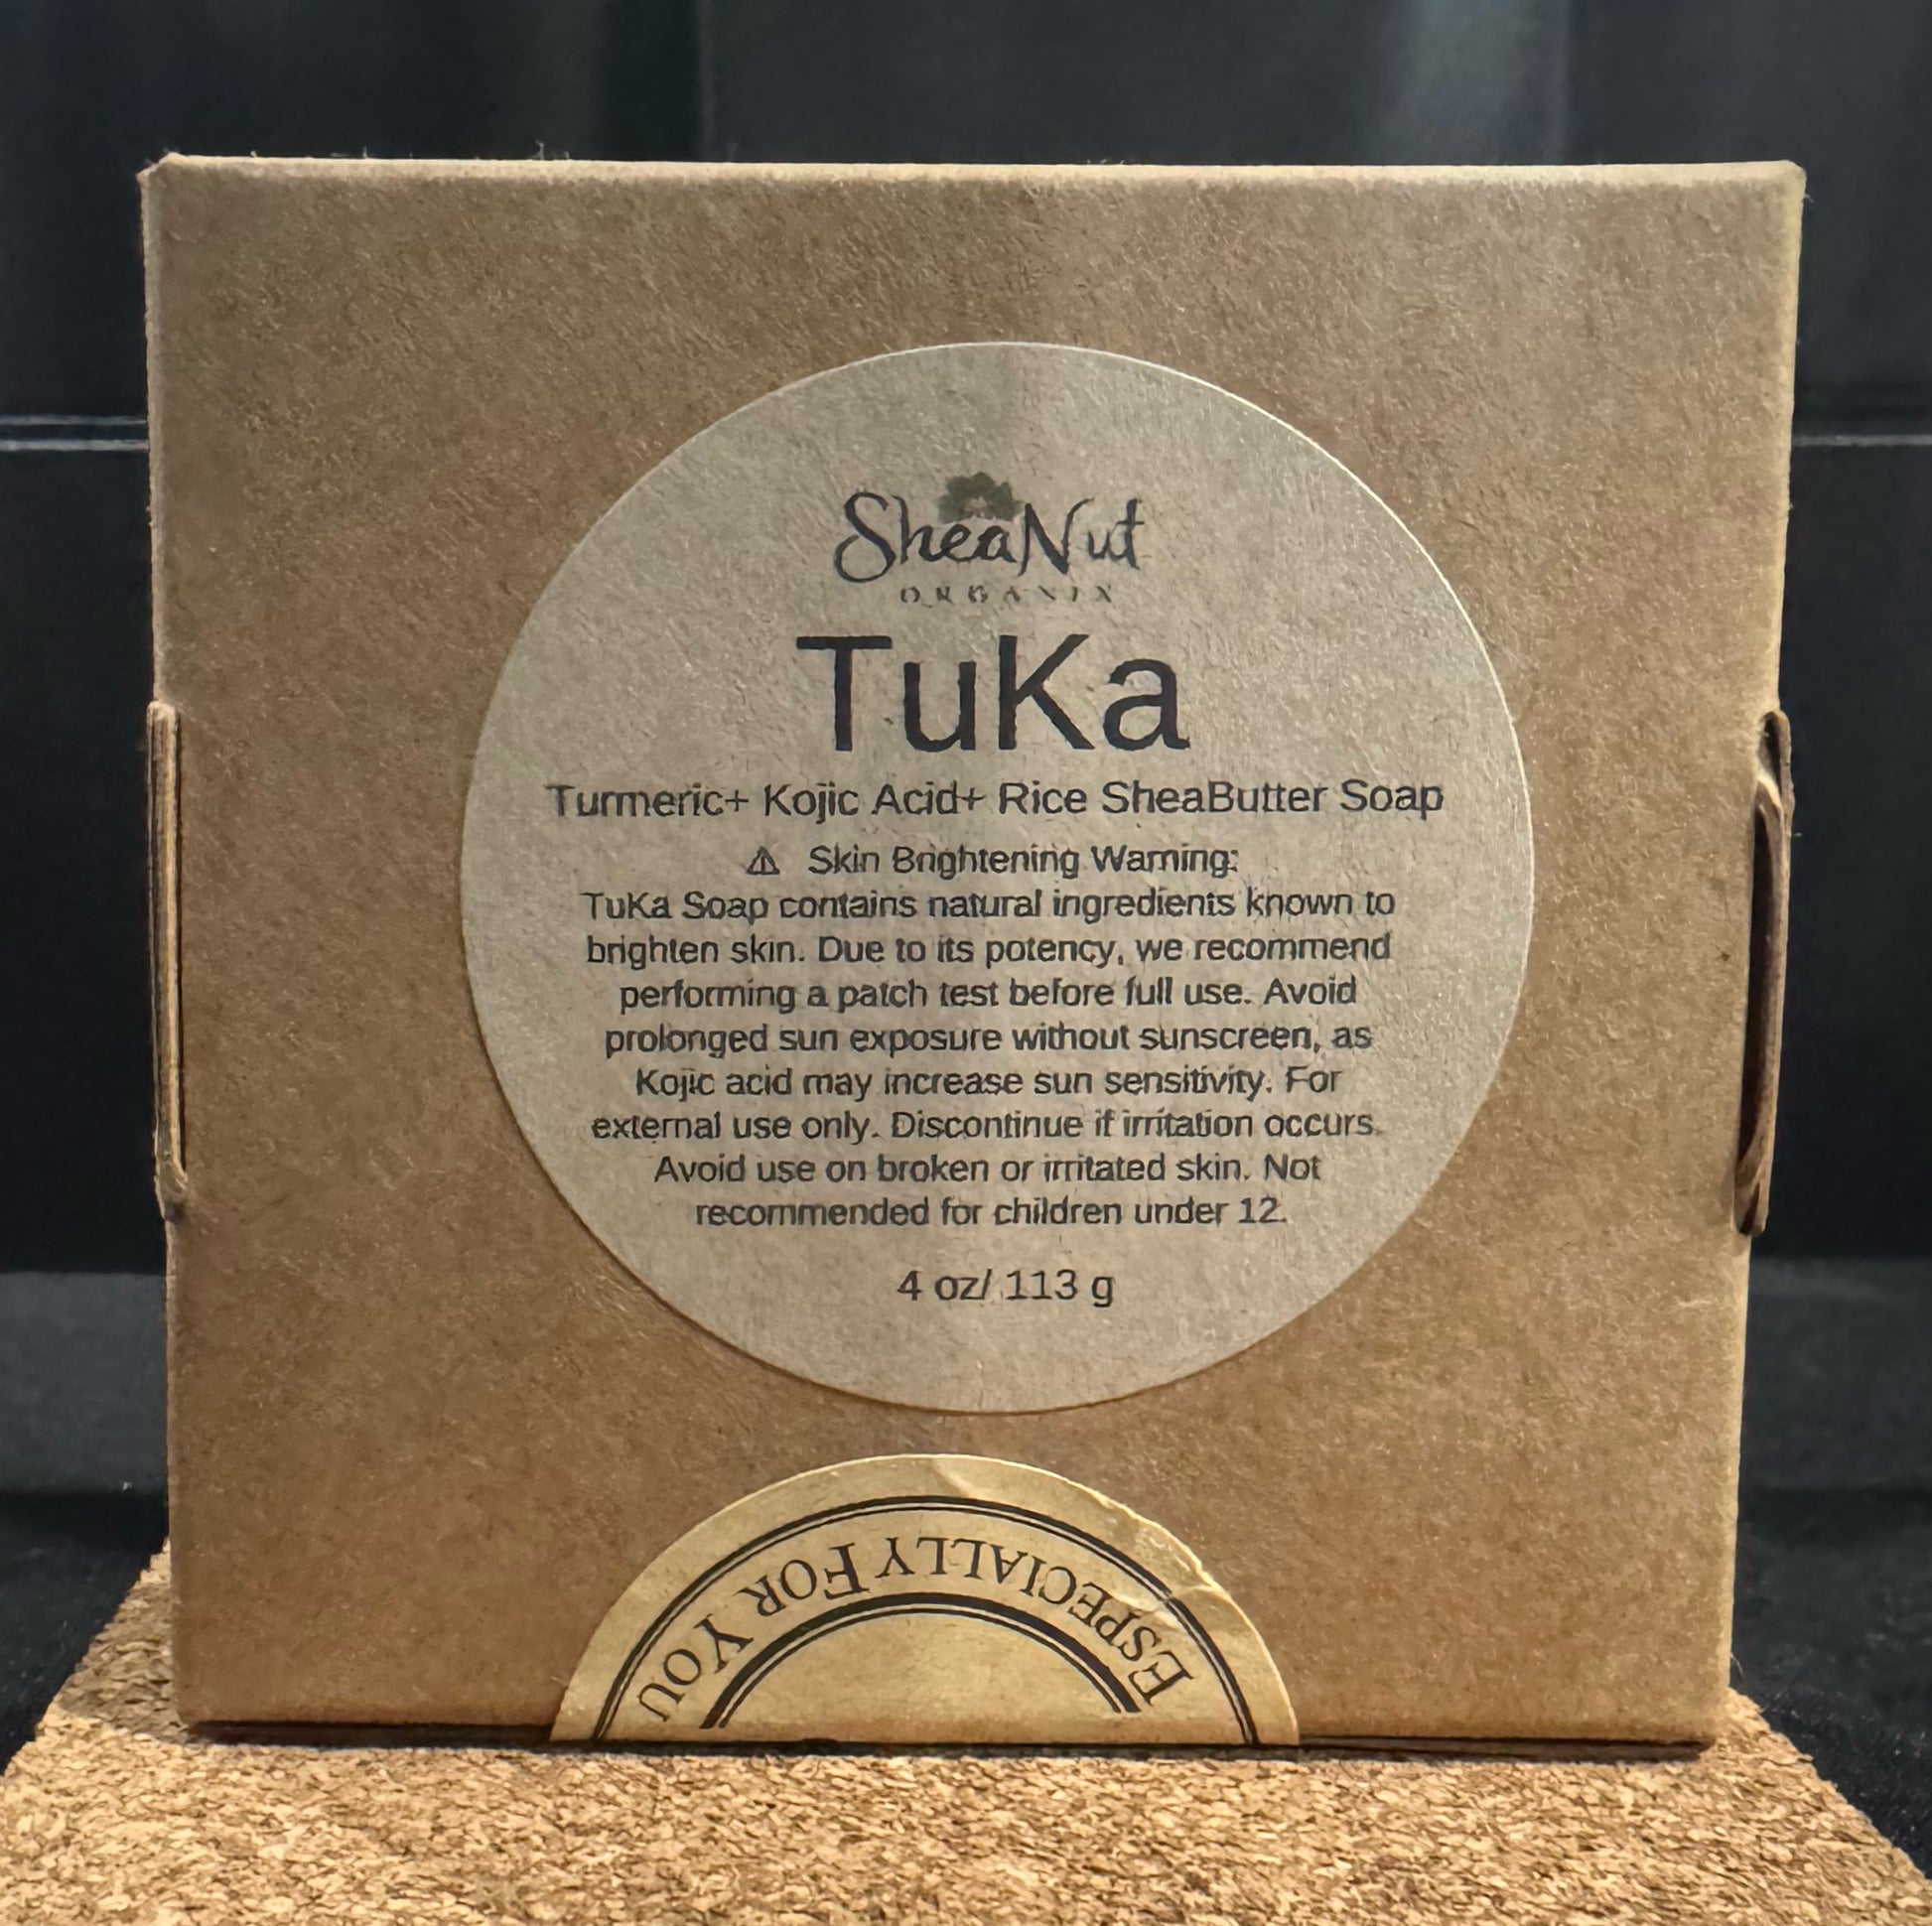 SheaNut
ORGANIX
TuKa
Turmeric+ Kojic Acid+ Rice SheaButter Soap
⚠ Skin Brightening Warning:
TuKa Soap contains natural ingredients known to
brighten skin. Due to its potency, we recommend
performing a patch test before full use. Avoid
prolonged sun exposure without sunscreen, as
Kojic acid may increase sun sensitivity. For
external use only. Discontinue if irritation occurs.
Avoid use on broken or irritated skin. Not
recommended for children under 12.
4 oz/ 113 g
ESPECIALLY FOR YOU